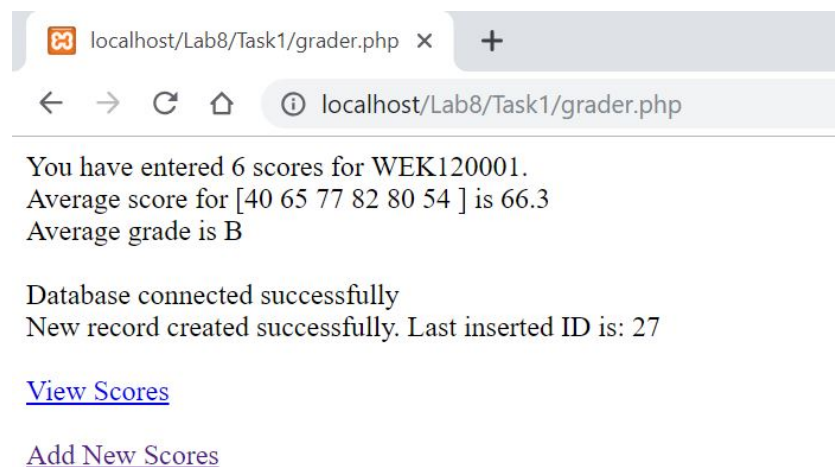 localhost/Lab8/Task1/grader.php
localhost/Lab8/Task1/grader.php
You have entered 6 scores for WEK120001.
Average score for [40 65 77 82 80 54 ] is 66.3
Average grade is B
Database connected successfully
New record created successfully. Last inserted ID is: 27
View Scores
Add New Scores